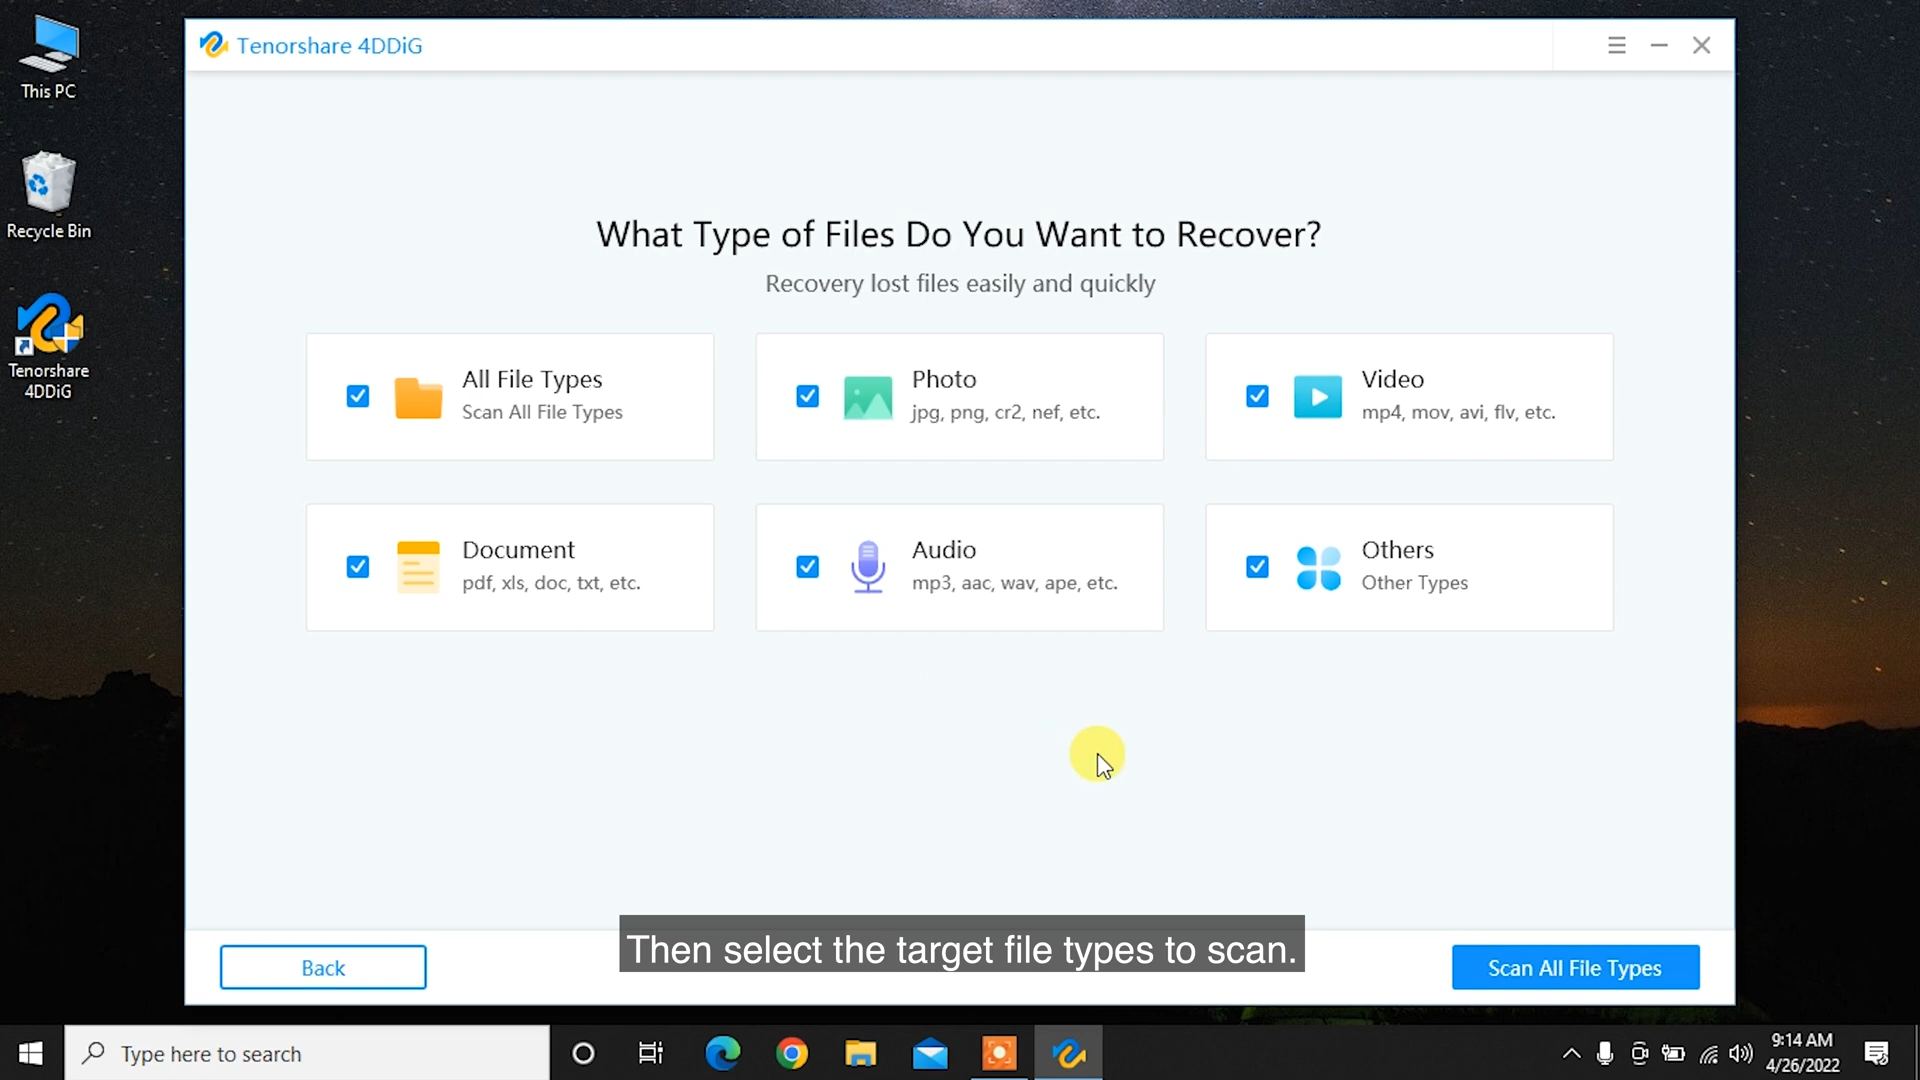 This PC
Recycle Bin
Tenorshare
4DDiG
Tenorshare 4DDiG
What Type of Files Do You Want to Recover?
Recovery lost files easily and quickly
All File Types
Scan All File Types
Photo
jpg, png, cr2, nef, etc.
Video
mp4, mov, avi, flv, etc.
Document
pdf, xls, doc, txt, etc.
Audio
mp3, aac, wav, ape, etc.
Others
Other Types
Then select the target file types to scan.
Back
Scan All File Types
Type here to search
9:14 AM
4/26/2022